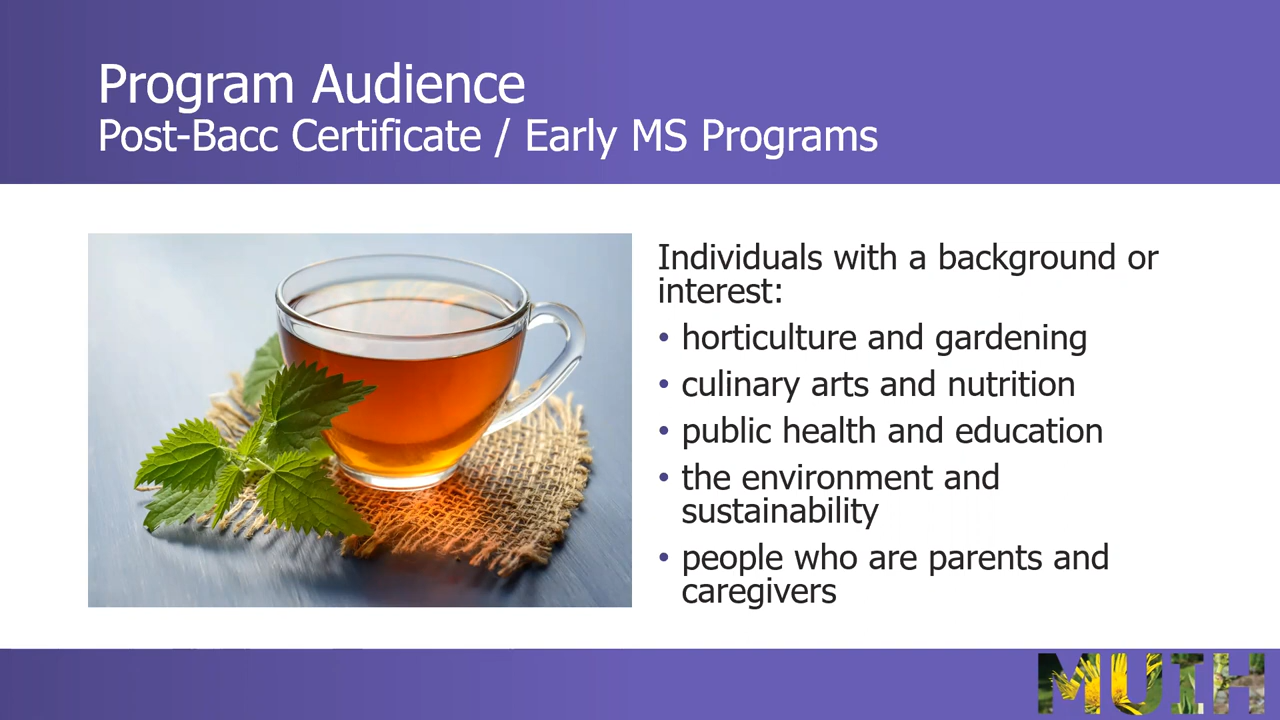 Program Audience
Post-Bacc Certificate / Early MS Programs
Individuals with a background or
interest:
• horticulture and gardening
• culinary arts and nutrition
• public health and education
• the environment and
sustainability
• people who are parents and
caregivers
MUIH